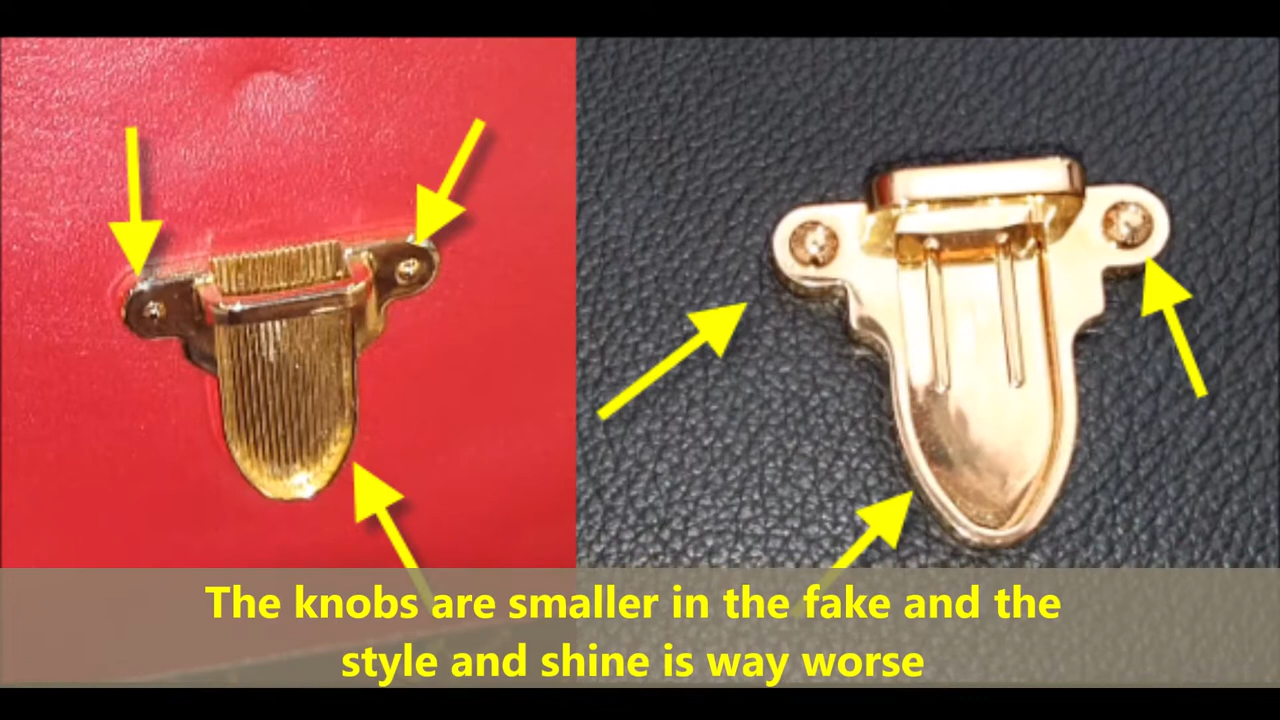 The knobs are smaller in the fake and the
style and shine is way worse